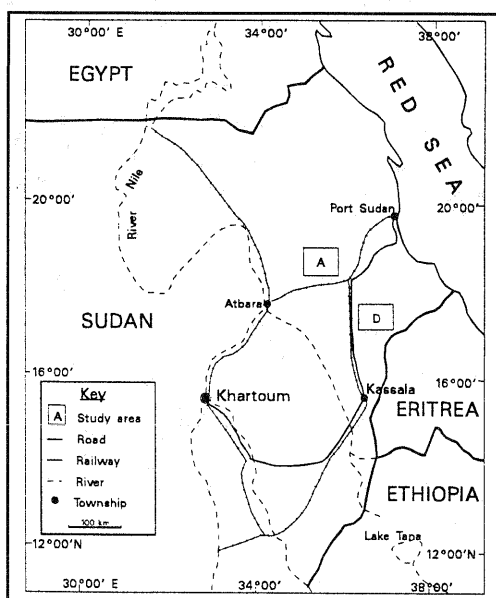 30°00' E
34°00'
38°00'
EGYPT
RED SEA
Nile
River
20°00'
20°00'
Port Sudan
A
Atbara
D
SUDAN
16°00'
16°00'
Key
A Study area
Road
Railway
River
Township
100 km
Khartoum
Kassala
ERITREA
ETHIOPIA
Lake Tapa
12°00'N
12°00'N
30°00' E
34°00'
38°00'